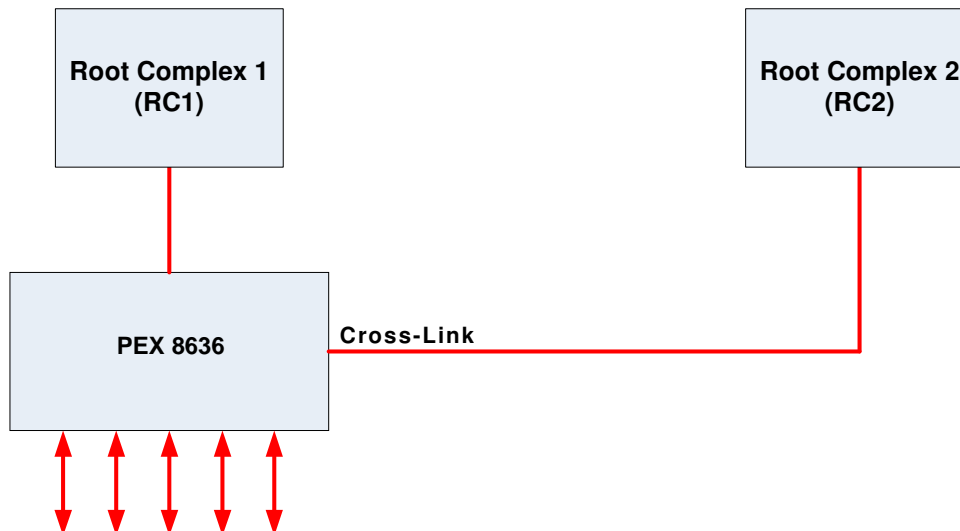 Root Complex 1
(RC1)
Root Complex 2
(RC2)
PEX 8636
Cross-Link